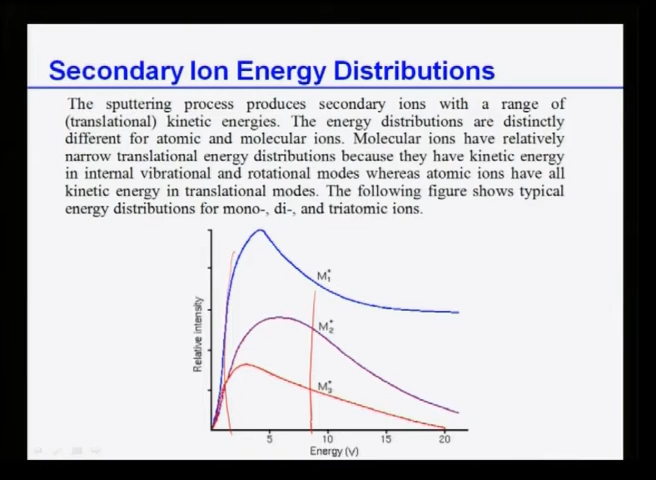 Secondary Ion Energy Distributions
The sputtering process produces secondary ions with a range of
(translational) kinetic energies. The energy distributions are distinctly
different for atomic and molecular ions. Molecular ions have relatively
narrow translational energy distributions because they have kinetic energy
in internal vibrational and rotational modes whereas atomic ions have all
kinetic energy in translational modes. The following figure shows typical
energy distributions for mono-, di-, and triatomic ions.
Relative intensity
M₁⁺
M₂⁺
M₃⁺
5 10 15 20
Energy (V)